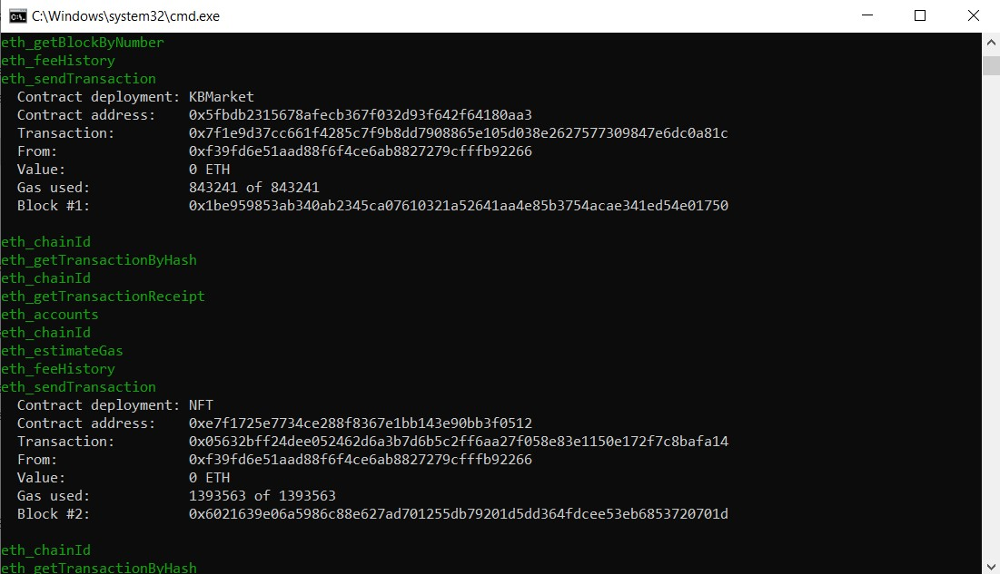 C:\Windows\system32\cmd.exe
eth_getBlockByNumber
eth_feeHistory
eth_sendTransaction
Contract deployment: KBMarket
Contract address: 0x5fbdb2315678afecb367f032d93f642f64180aa3
Transaction: 0x7f1e9d37cc661f4285c7f9b8dd7908865e105d038e2627577309847e6dc0a81c
From: 0xf39fd6e51aad88f6f4ce6ab8827279cfffb92266
Value: 0 ETH
Gas used: 843241 of 843241
Block #1: 0x1be959853ab340ab2345ca07610321a52641aa4e85b3754acae341ed54e01750
eth_chainId
eth_getTransactionByHash
eth_chainId
eth_getTransactionReceipt
eth_accounts
eth_chainId
eth_estimateGas
eth_feeHistory
eth_sendTransaction
Contract deployment: NFT
Contract address: 0xe7f1725e7734ce288f8367e1bb143e90bb3f0512
Transaction: 0x05632bff24dee052462d6a3b7d6b5c2ff6aa27f058e83e1150e172f7c8bafa14
From: 0xf39fd6e51aad88f6f4ce6ab8827279cfffb92266
Value: 0 ETH
Gas used: 1393563 of 1393563
Block #2: 0x6021639e06a5986c88e627ad701255db79201d5dd364fdcee53eb6853720701d
eth_chainId
eth_getTransactionByHash